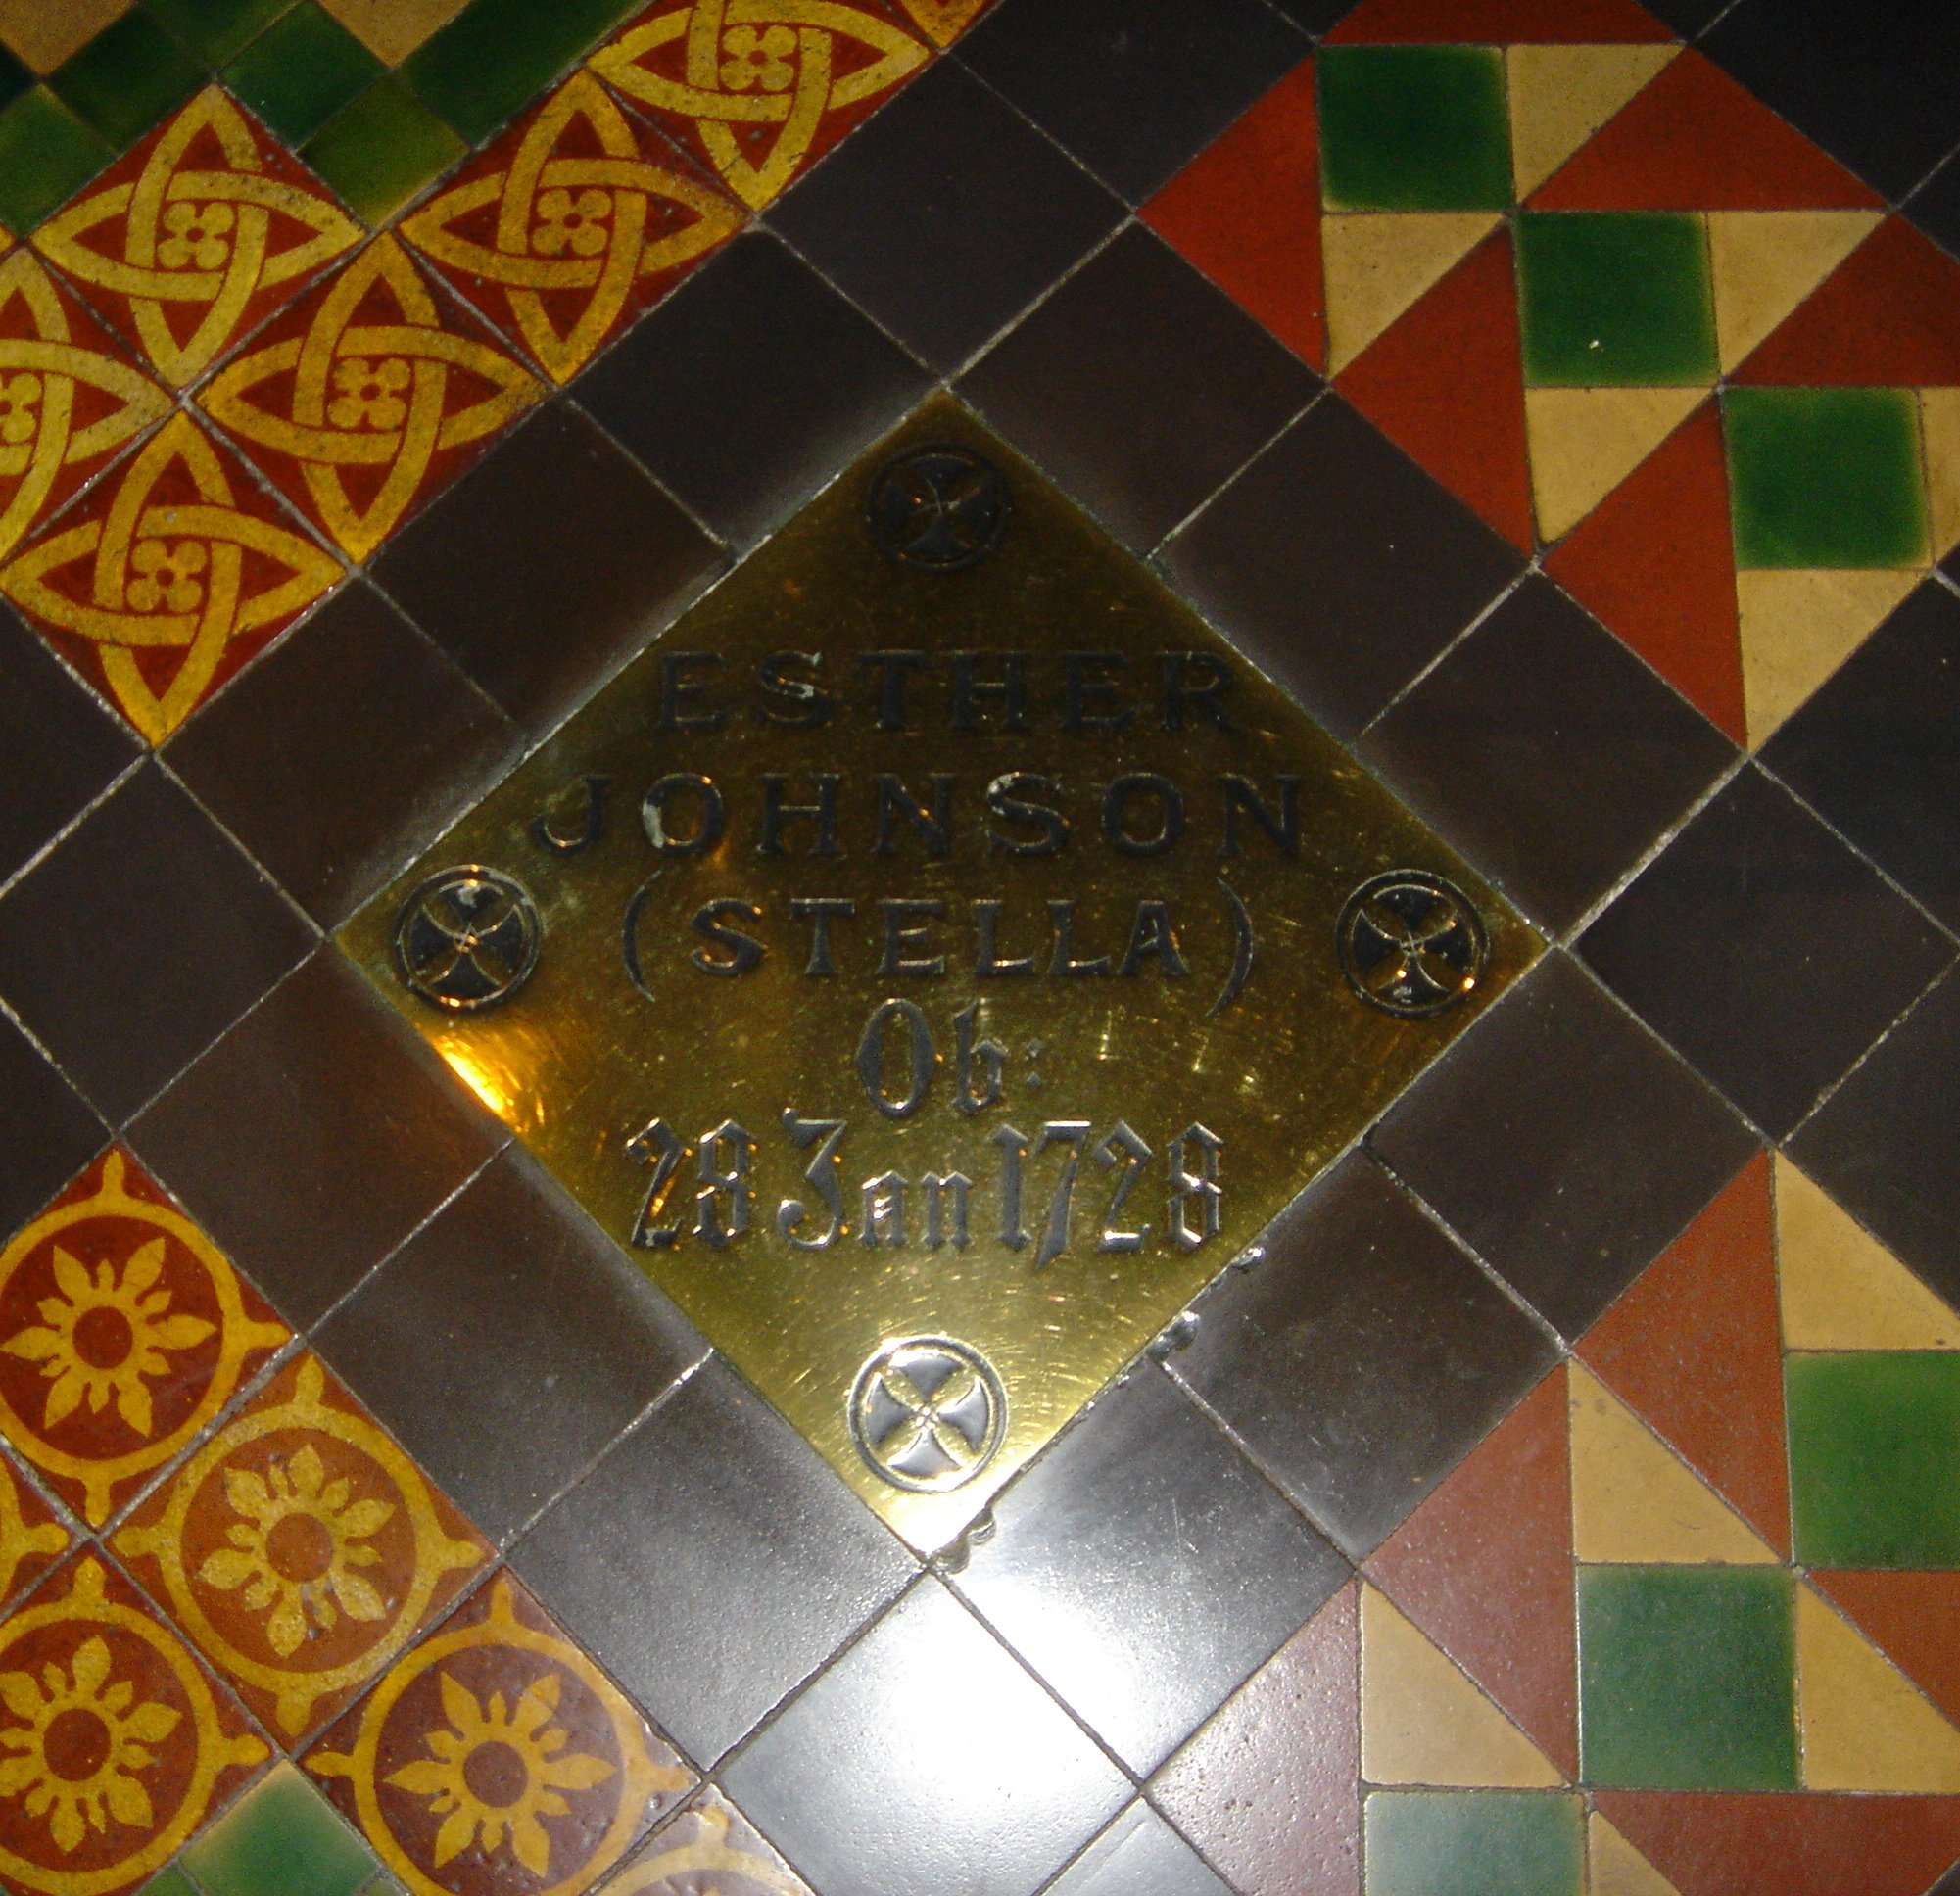 ESTHER
JOHNSON
(STELLA)
Ob:
28 Jan 1728